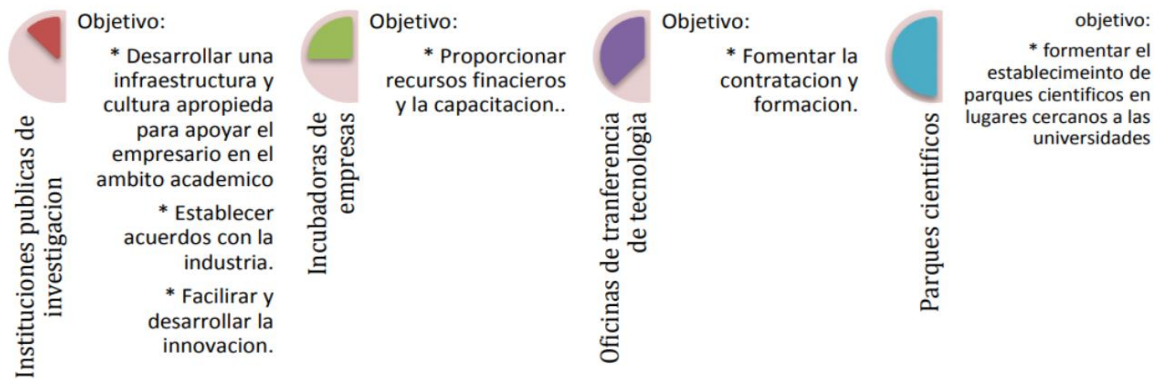 Instituciones publicas de
investigacion
Objetivo:
* Desarrollar una
infraestructura y
cultura apropieda
para apoyar el
empresario en el
ambito academico
* Establecer
acuerdos con la
industria.
* Facilirar y
desarrollar la
innovacion.
Incubadoras de
empresas
Objetivo:
* Proporcionar
recursos finacieros
y la capacitacion..
Oficinas de tranferencia
de tecnologia
Objetivo:
* Fomentar la
contratacion y
formacion.
Parques cientificos
objetivo:
* formentar el
establecimeinto de
parques cientificos en
lugares cercanos a las
universidades